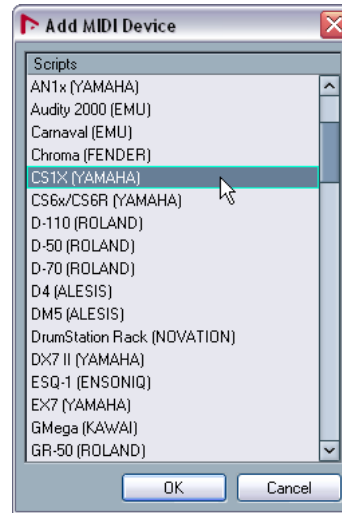 Add MIDI Device
Scripts
AN1x (YAMAHA)
Audity 2000 (EMU)
Carnaval (EMU)
Chroma (FENDER)
CS1X (YAMAHA)
CS6x/CS6R (YAMAHA)
D-110 (ROLAND)
D-50 (ROLAND)
D-70 (ROLAND)
D4 (ALESIS)
DM5 (ALESIS)
DrumStation Rack (NOVATION)
DX7 II (YAMAHA)
ESQ-1 (ENSONIQ)
EX7 (YAMAHA)
GMega (KAWAI)
GR-50 (ROLAND)
OK
Cancel